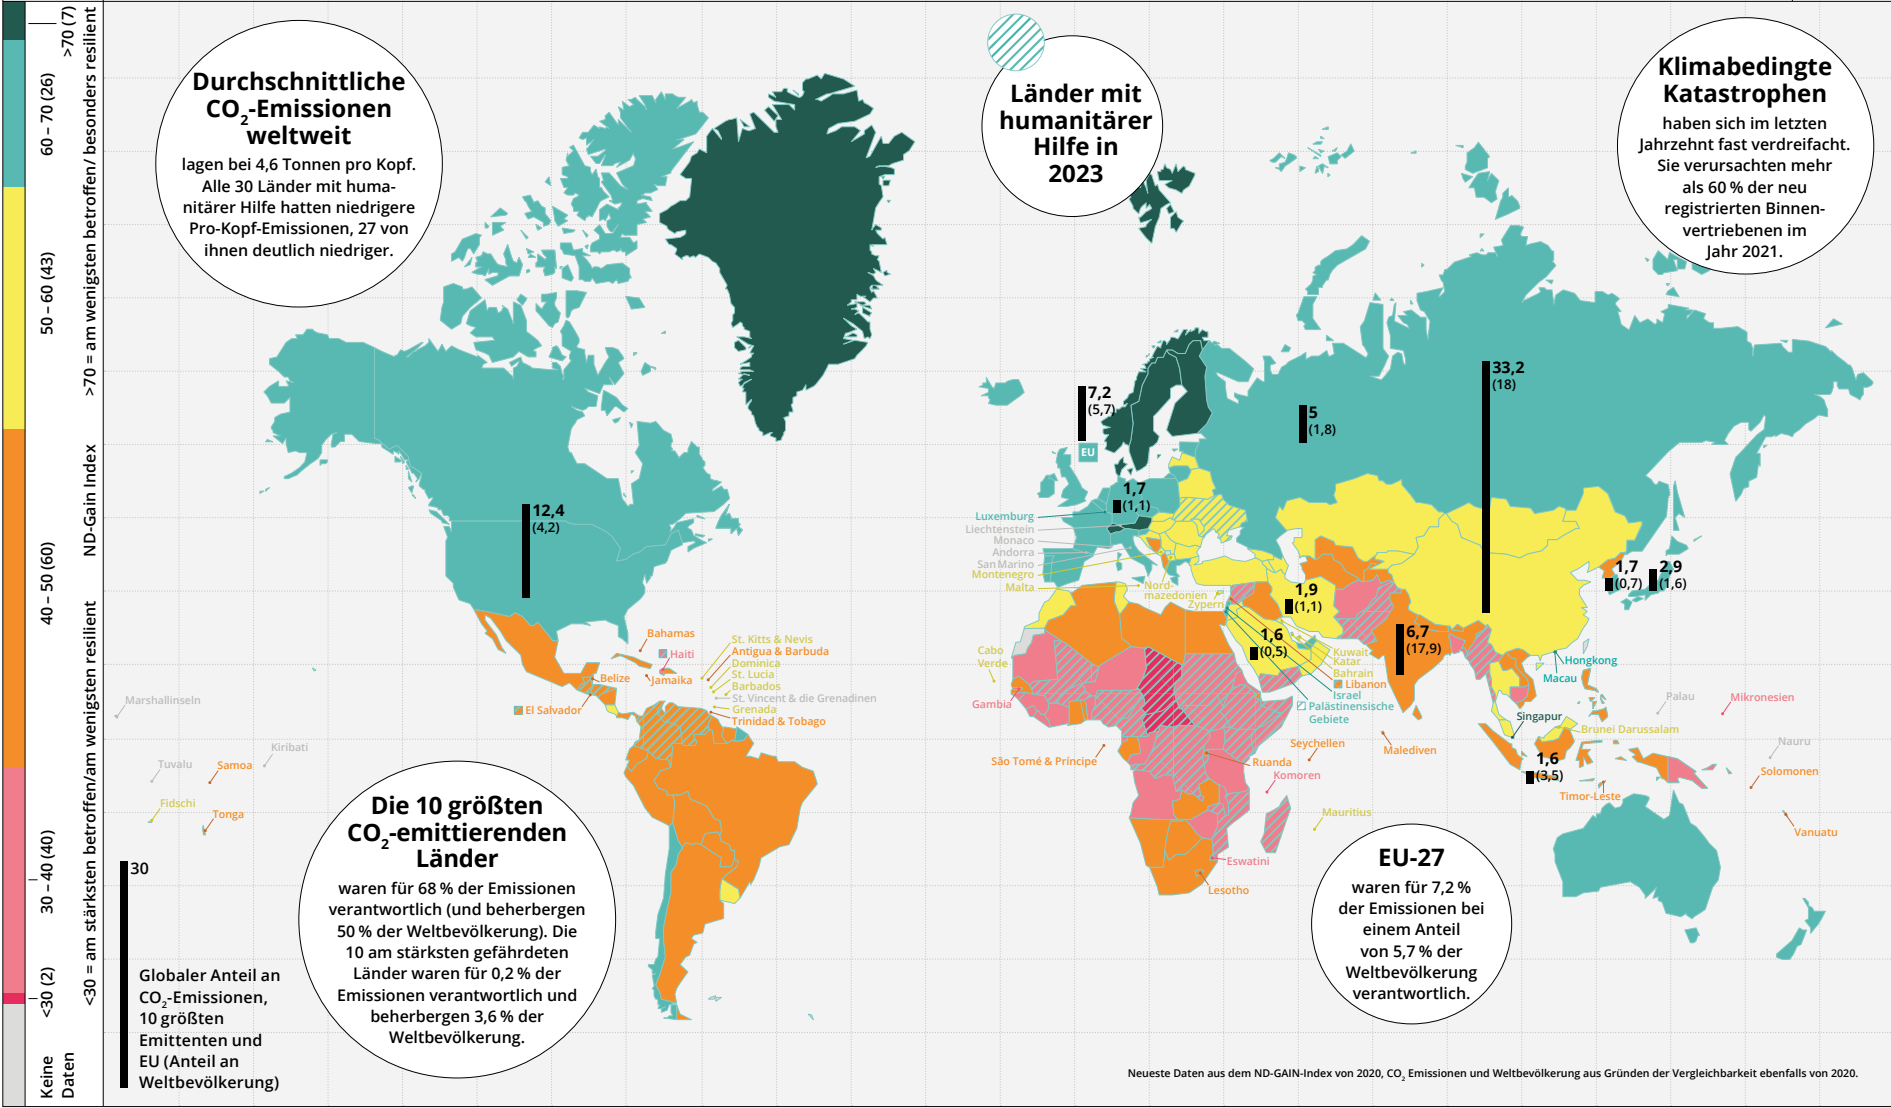 >70 (7)
60 – 70 (26)
50 – 60 (43)
40 – 50 (60)
30 – 40 (40)
<30 (2)
Keine
Daten
>70 = am wenigsten betroffen/ besonders resilient
ND-Gain Index
<30 = am stärksten betroffen/am wenigsten resilient
Durchschnittliche
CO₂-Emissionen
weltweit
lagen bei 4,6 Tonnen pro Kopf.
Alle 30 Länder mit huma-
nitärer Hilfe hatten niedrigere
Pro-Kopf-Emissionen, 27 von
ihnen deutlich niedriger.
Länder mit
humanitärer
Hilfe in
2023
Klimabedingte
Katastrophen
haben sich im letzten
Jahrzehnt fast verdreifacht.
Sie verursachten mehr
als 60 % der neu
registrierten Binnen-
vertriebenen im
Jahr 2021.
33,2
(18)
7,2
(5,7)
5
(1,8)
EU
1,7
(1,1)
12,4
(4,2)
Luxemburg
Liechtenstein
Monaco
Andorra
San Marino
Montenegro
Malta
Nord-
mazedonien
Zypern
1,9
(1,1)
1,7
(0,7)
2,9
(1,6)
1,6
(0,5)
6,7
(17,9)
Bahamas
Haiti
Jamaika
Belize
El Salvador
St. Kitts & Nevis
Antigua & Barbuda
Dominica
St. Lucia
Barbados
St. Vincent & die Grenadinen
Grenada
Trinidad & Tobago
Cabo
Verde
Gambia
São Tomé & Príncipe
Kuwait
Katar
Bahrain
Libanon
Israel
Palästinensische
Gebiete
Hongkong
Macau
Singapur
Brunei Darussalam
Palau
Mikronesien
Marshallinseln
Kiribati
Tuvalu
Samoa
Fidschi
Tonga
Seychellen
Ruanda
Komoren
Malediven
Mauritius
Eswatini
Lesotho
1,6
(3,5)
Timor-Leste
Nauru
Solomonen
Vanuatu
Die 10 größten
CO₂-emittierenden
Länder
waren für 68 % der Emissionen
verantwortlich (und beherbergen
50 % der Weltbevölkerung). Die
10 am stärksten gefährdeten
Länder waren für 0,2 % der
Emissionen verantwortlich und
beherbergen 3,6 % der
Weltbevölkerung.
EU-27
waren für 7,2 %
der Emissionen bei
einem Anteil
von 5,7 % der
Weltbevölkerung
verantwortlich.
30
Globaler Anteil an
CO₂-Emissionen,
10 größten
Emittenten und
EU (Anteil an
Weltbevölkerung)
Neueste Daten aus dem ND-GAIN-Index von 2020, CO₂ Emissionen und Weltbevölkerung aus Gründen der Vergleichbarkeit ebenfalls von 2020.